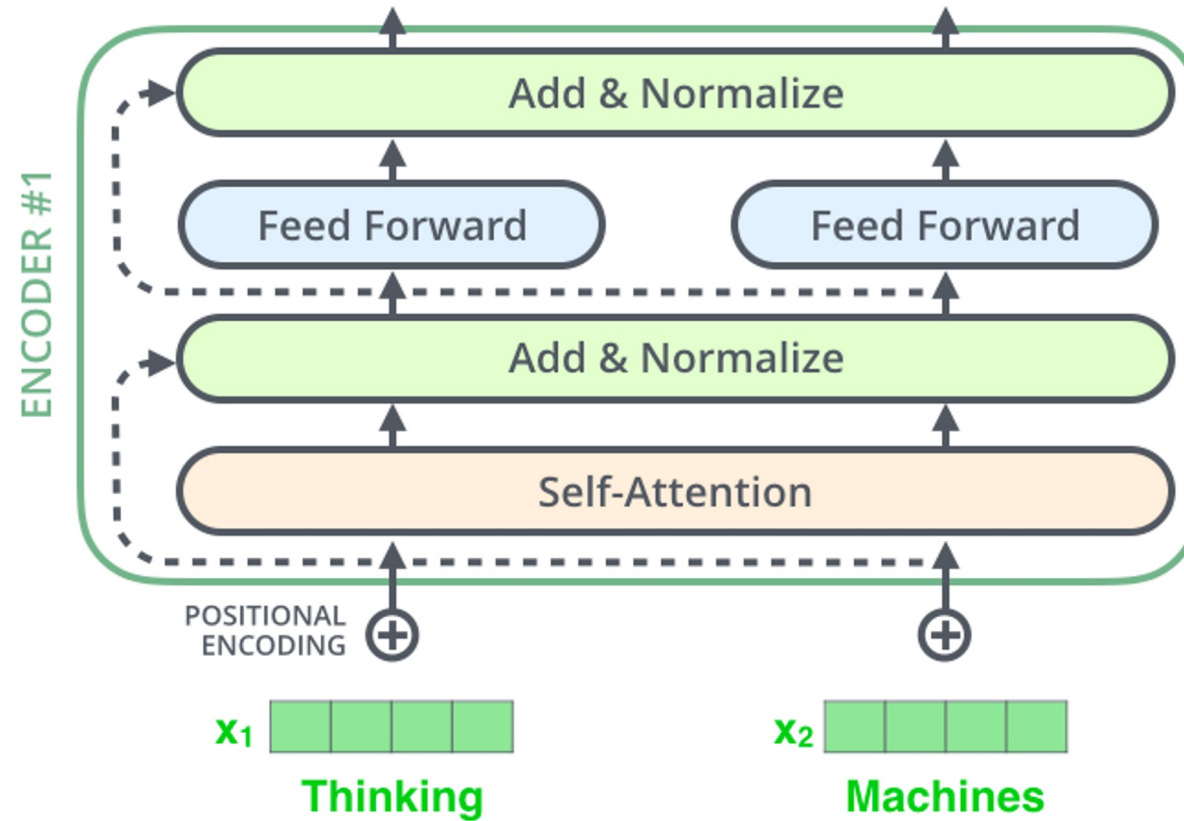 ENCODER #1
Add & Normalize
Feed Forward
Feed Forward
Add & Normalize
Self-Attention
POSITIONAL
ENCODING
x₁
x₂
Thinking
Machines